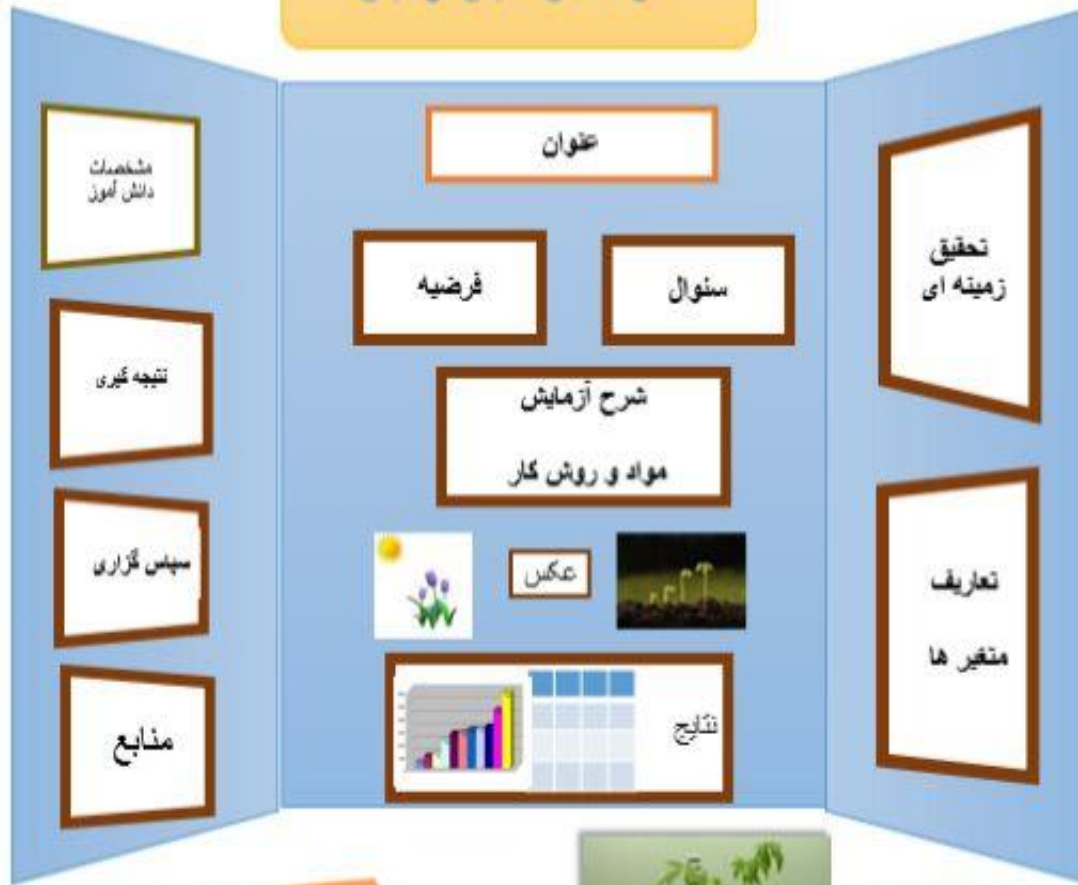 عنوان
تحقیق
زمینه ای
تعاریف
متغیر ها
سئوال
فرضیه
شرح آزمایش
مواد و روش کار
عکس
نتایج
مشخصات
دانش آموز
نتیجه گیری
سپاس گزاری
منابع